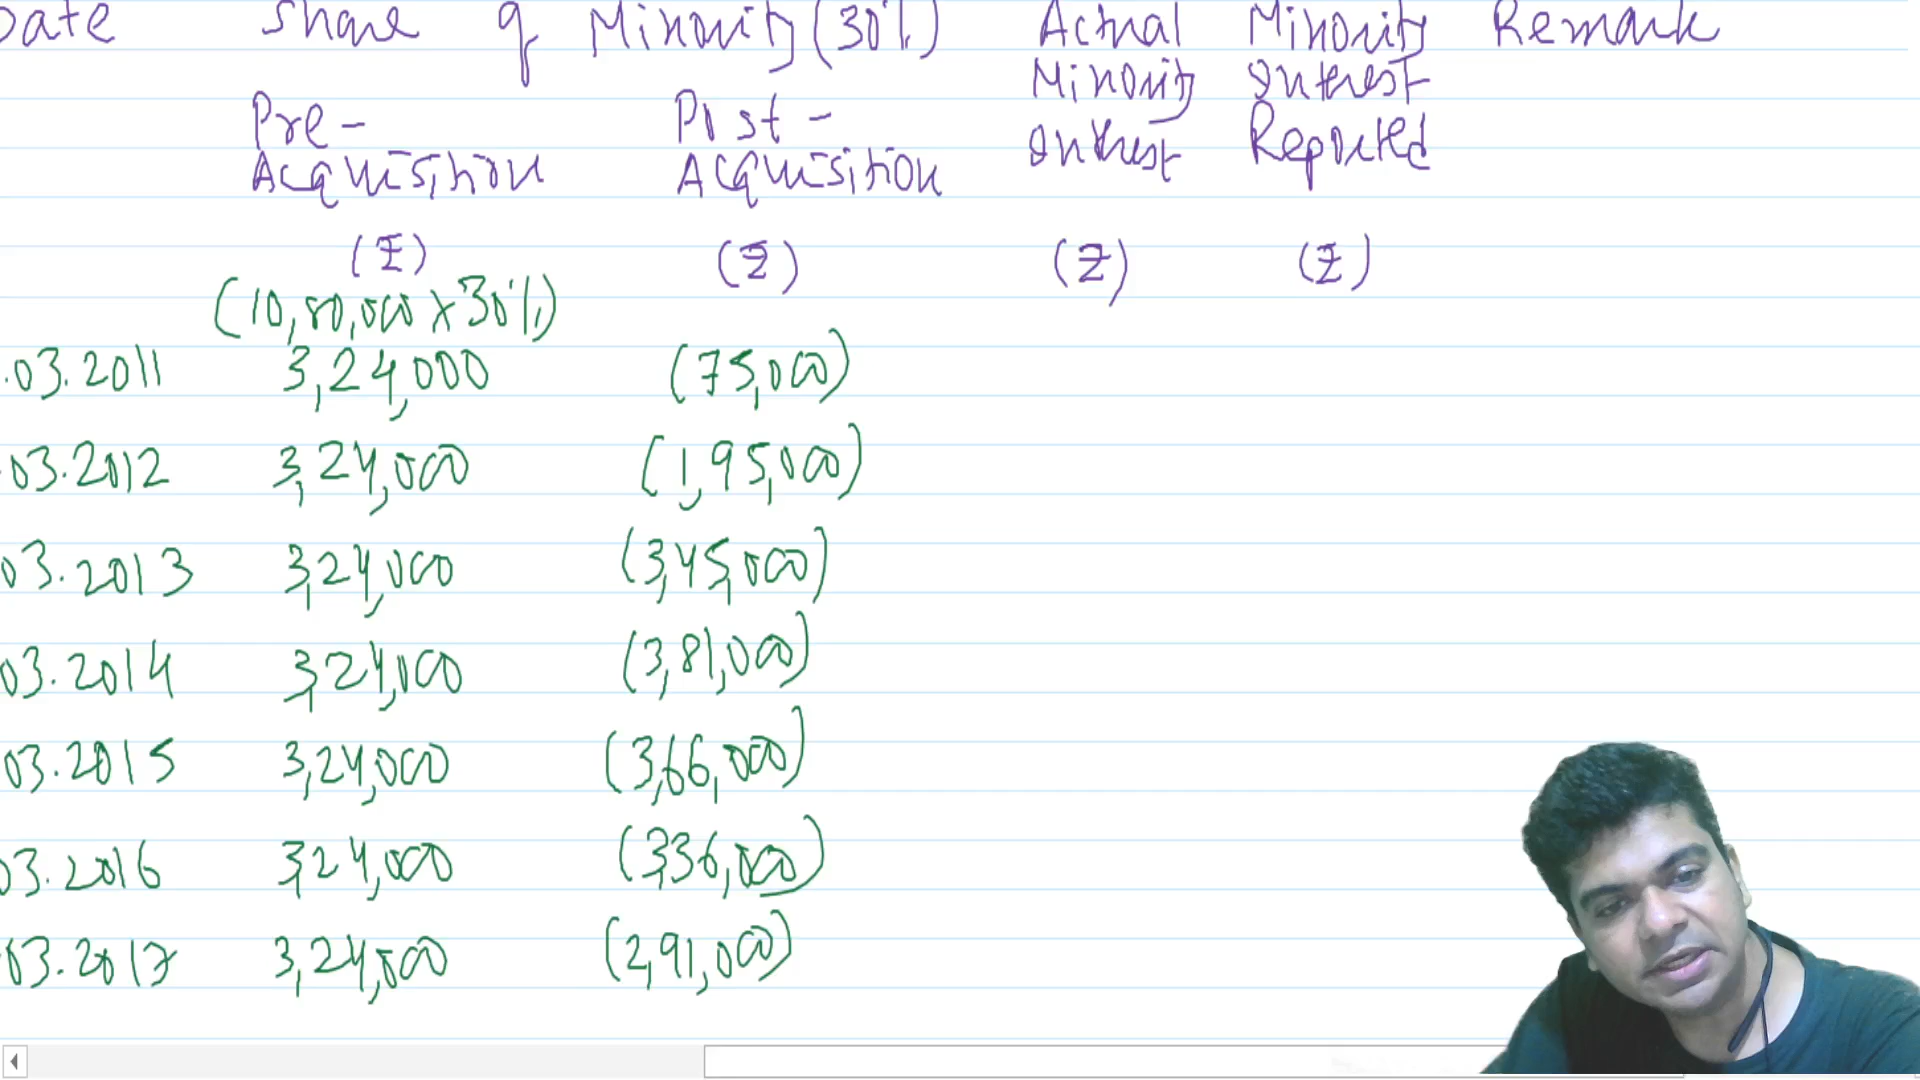 Date Share of Minority (30%) Actual Minority Remark
Minority Interest
Pre- Post- Interest Reported
Acquisition Acquisition
(₹) (₹) (₹) (₹)
(10,80,000 x 30%)
.03.2011 3,24,000 (75,000)
.03.2012 3,24,000 (1,95,000)
03.2013 3,24,000 (3,45,000)
03.2014 3,24,000 (3,81,000)
03.2015 3,24,000 (3,66,000)
03.2016 3,24,000 (3,36,000)
03.2017 3,24,000 (2,91,000)